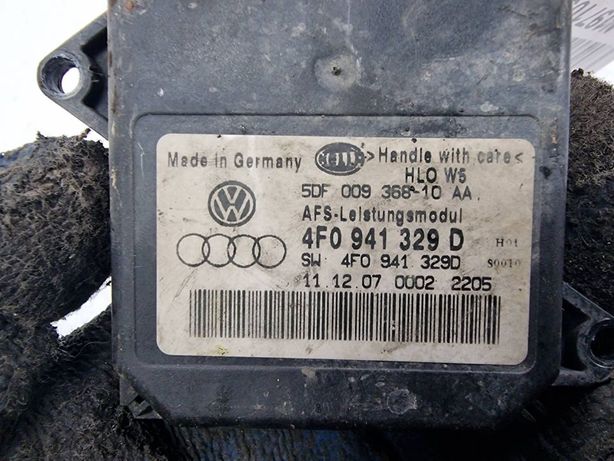 Made in Germany HELLA >Handle with care<
HLO W5
5DF 009 368-10 AA
AFS-Leistungsmodul
4F0 941 329 D H01
SW 4F0 941 329D S0010
11.12.07 0002 2205